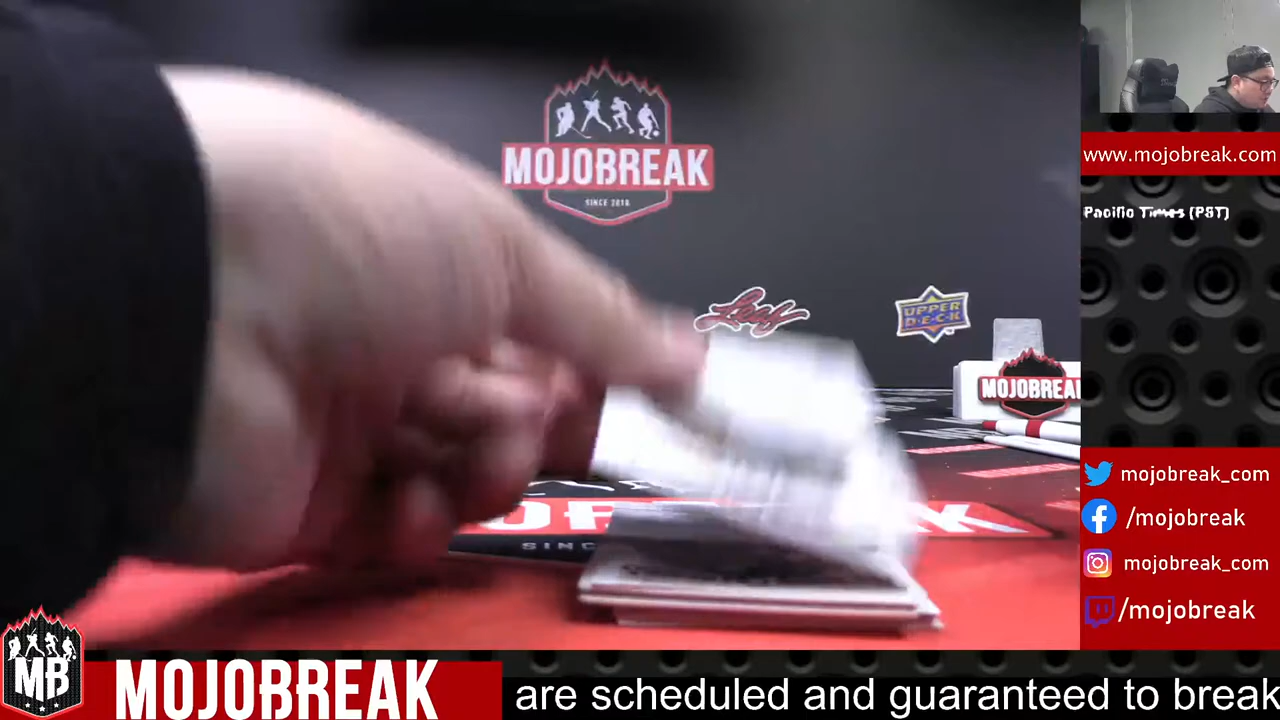 MOJOBREAK
SINCE 2016
Leaf
UPPER
D·E·C·K
MOJOBREAK
SINC
www.mojobreak.com
Pacific Times (PST)
mojobreak_com
/mojobreak
mojobreak_com
/mojobreak
MB
MOJOBREAK
are scheduled and guaranteed to break